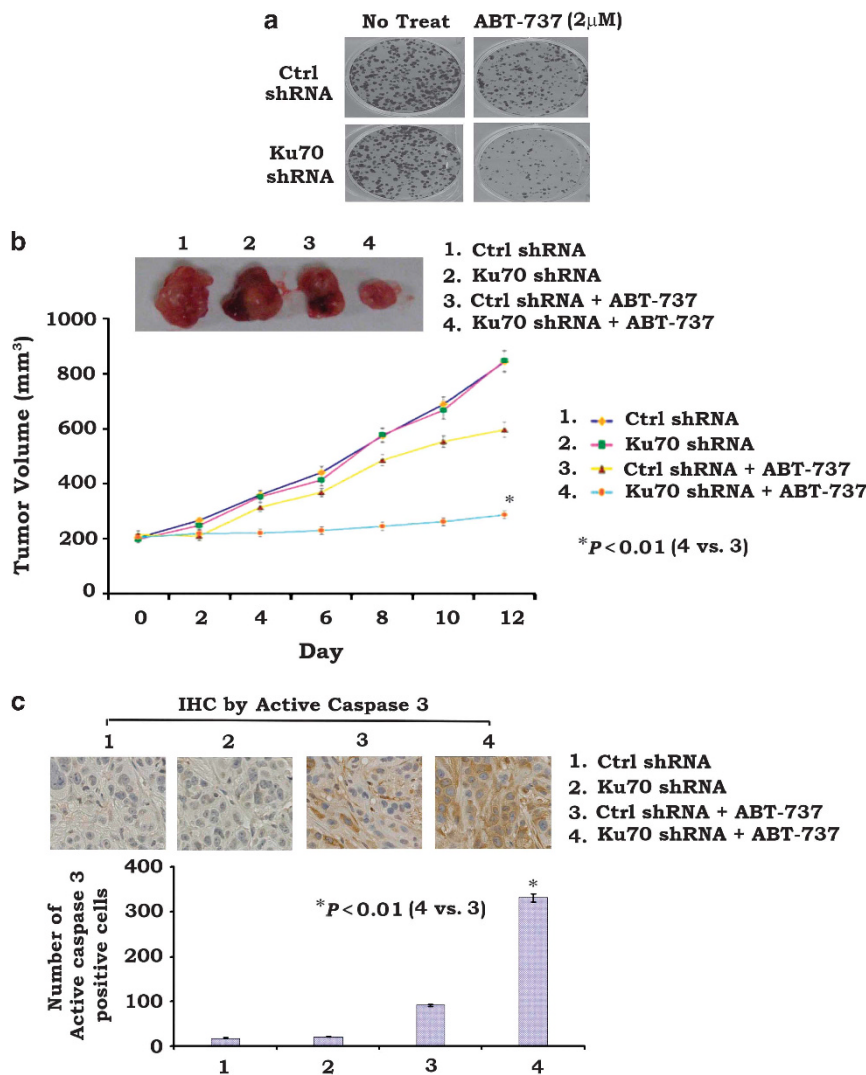 a
No Treat ABT-737 (2μM)
Ctrl
shRNA
Ku70
shRNA
b
1 2 3 4
1. Ctrl shRNA
2. Ku70 shRNA
3. Ctrl shRNA + ABT-737
4. Ku70 shRNA + ABT-737
Tumor Volume (mm³)
1000
800
600
400
200
0
0 2 4 6 8 10 12
Day
*
1. Ctrl shRNA
2. Ku70 shRNA
3. Ctrl shRNA + ABT-737
4. Ku70 shRNA + ABT-737
*P<0.01 (4 vs. 3)
c
IHC by Active Caspase 3
1 2 3 4
1. Ctrl shRNA
2. Ku70 shRNA
3. Ctrl shRNA + ABT-737
4. Ku70 shRNA + ABT-737
Number of
Active caspase 3
positive cells
400
300
200
100
0
*P<0.01 (4 vs. 3)
*
1 2 3 4